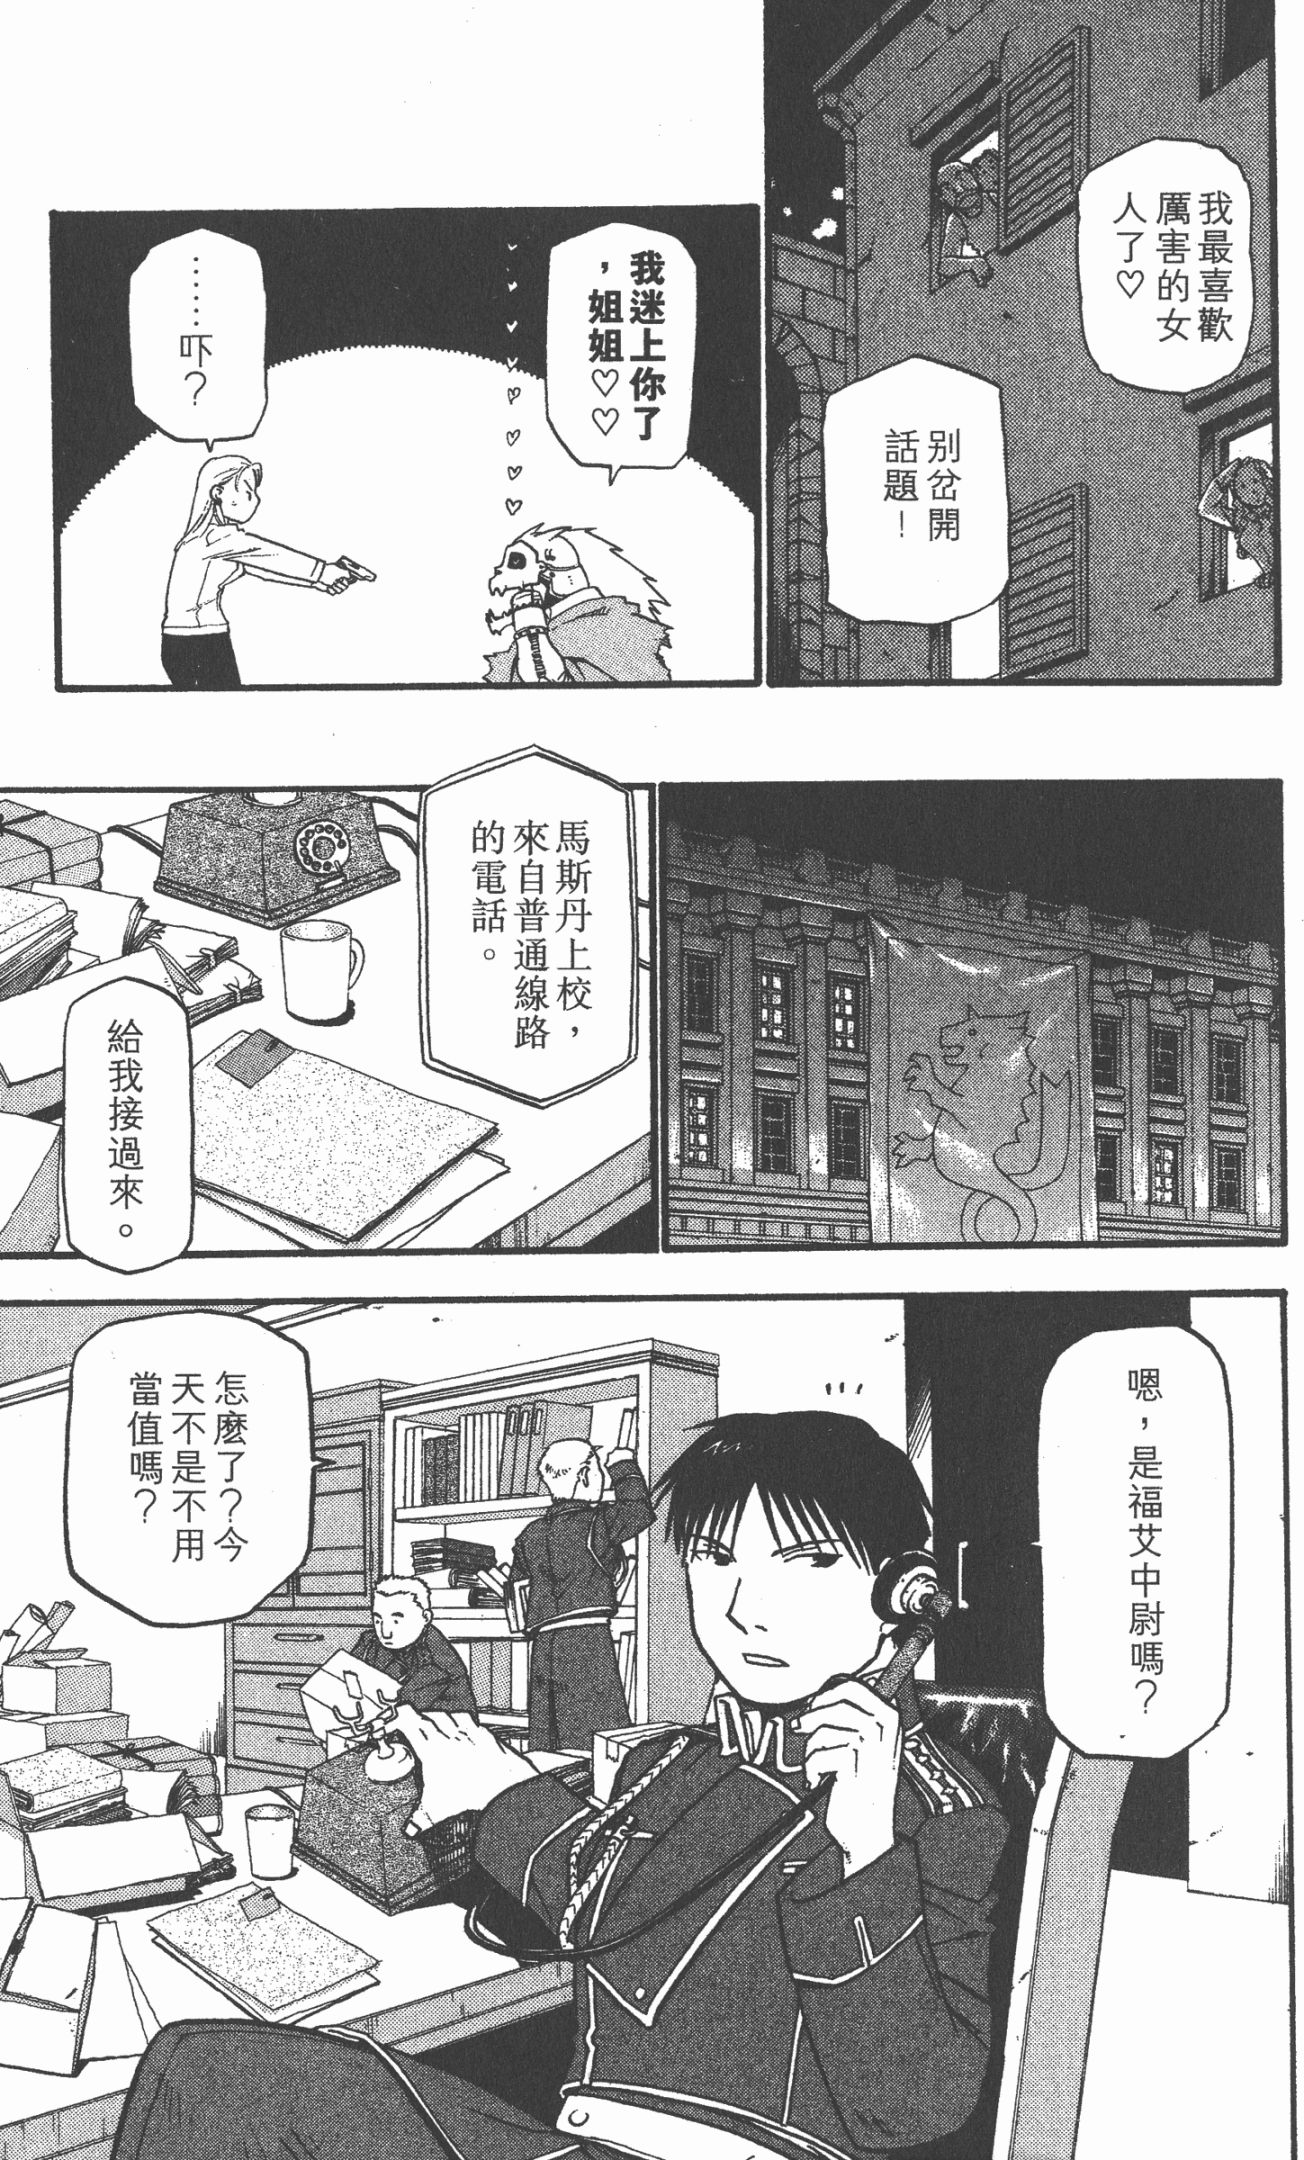 我最喜歡
厲害的女
人了♡
別岔開
話題！
我迷上你了
，姐姐♡♡
……吓？
馬斯丹上校，
來自普通線路
的電話。
給我接過來。
嗯，是福艾中尉嗎？
怎麼了？今
天不是不用
當值嗎？